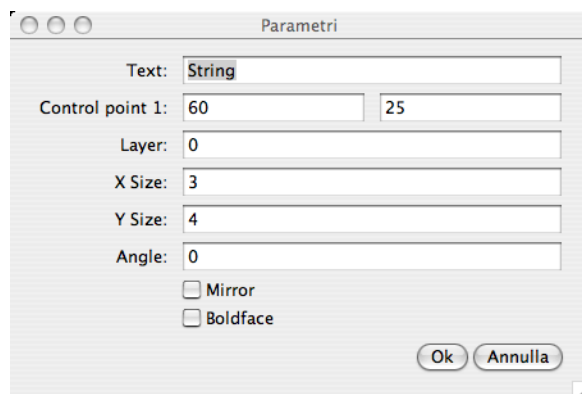 Parametri
Text: String
Control point 1: 60 25
Layer: 0
X Size: 3
Y Size: 4
Angle: 0
Mirror
Boldface
Ok Annulla